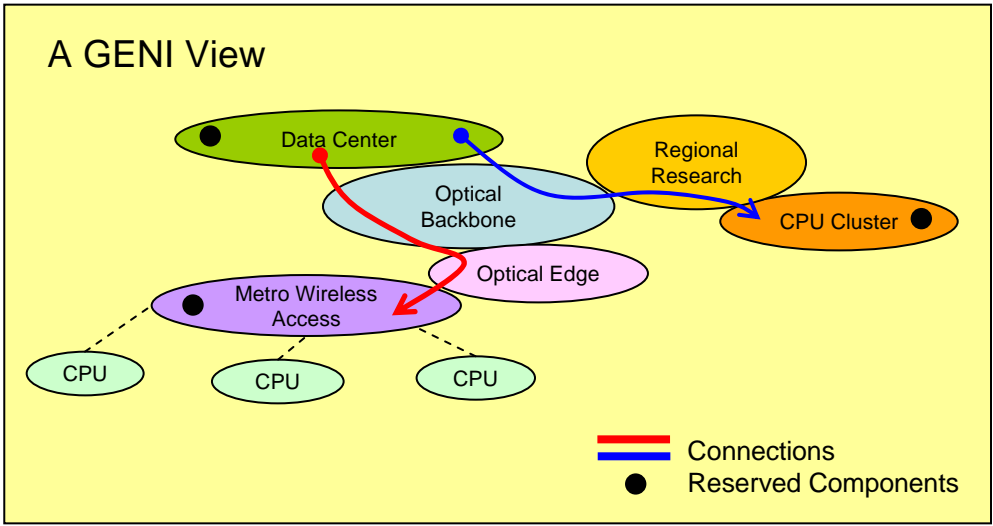 A GENI View
Data Center
Regional
Research
Optical
Backbone
CPU Cluster
Optical Edge
Metro Wireless
Access
CPU
CPU
CPU
Connections
Reserved Components